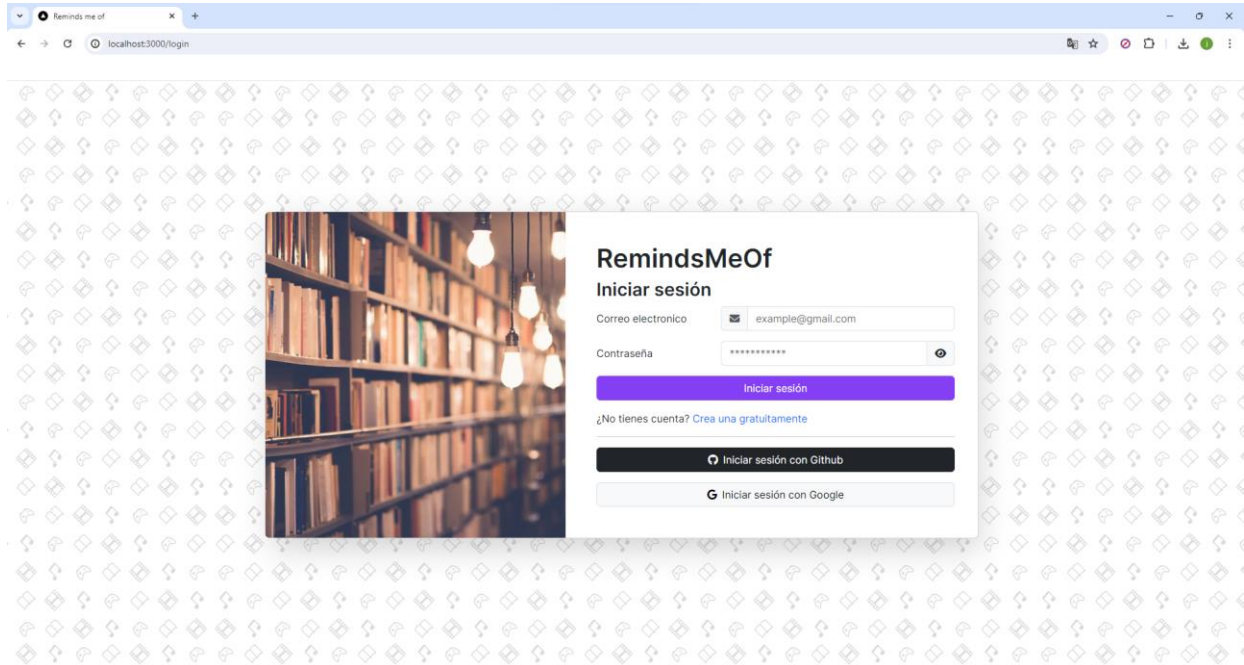 Reminds me of
localhost:3000/login
RemindsMeOf
Iniciar sesión
Correo electronico example@gmail.com
Contraseña ***********
Iniciar sesión
¿No tienes cuenta? Crea una gratuitamente
Iniciar sesión con Github
G Iniciar sesión con Google